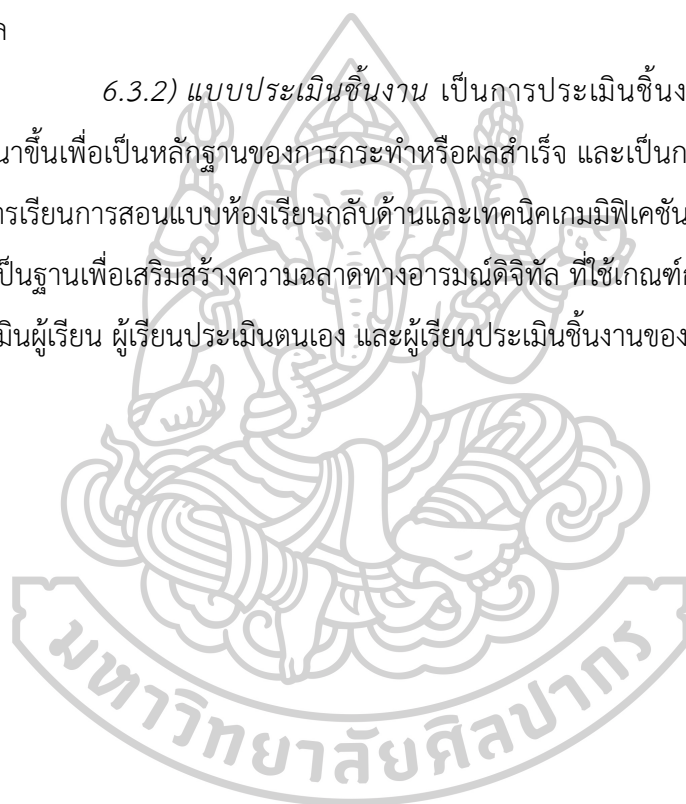 ล
6.3.2) แบบประเมินชิ้นงาน เป็นการประเมินชิ้นง
นาขึ้นเพื่อเป็นหลักฐานของการกระทำหรือผลสำเร็จ และเป็นก
ารเรียนการสอนแบบห้องเรียนกลับด้านและเทคนิคเกมมิฟิเคชัน
เป็นฐานเพื่อเสริมสร้างความฉลาดทางอารมณ์ดิจิทัล ที่ใช้เกณฑ์ก
มินผู้เรียน ผู้เรียนประเมินตนเอง และผู้เรียนประเมินชิ้นงานของ
มหาวิทยาลัยศิลปากร